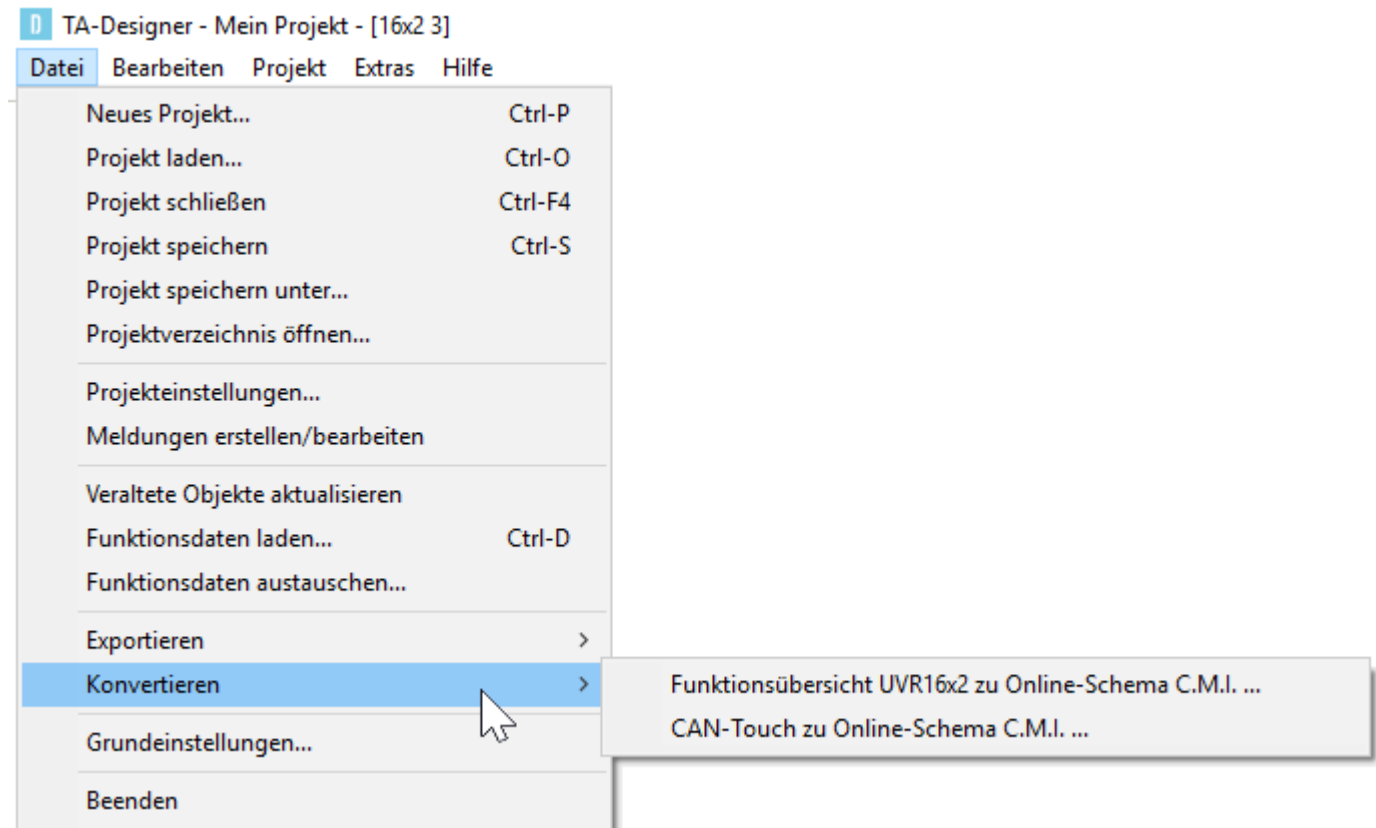 D TA-Designer - Mein Projekt - [16x2 3]
Datei Bearbeiten Projekt Extras Hilfe
Neues Projekt... Ctrl-P
Projekt laden... Ctrl-O
Projekt schließen Ctrl-F4
Projekt speichern Ctrl-S
Projekt speichern unter...
Projektverzeichnis öffnen...
Projekteinstellungen...
Meldungen erstellen/bearbeiten
Veraltete Objekte aktualisieren
Funktionsdaten laden... Ctrl-D
Funktionsdaten austauschen...
Exportieren >
Konvertieren > Funktionsübersicht UVR16x2 zu Online-Schema C.M.I. ...
CAN-Touch zu Online-Schema C.M.I. ...
Grundeinstellungen...
Beenden